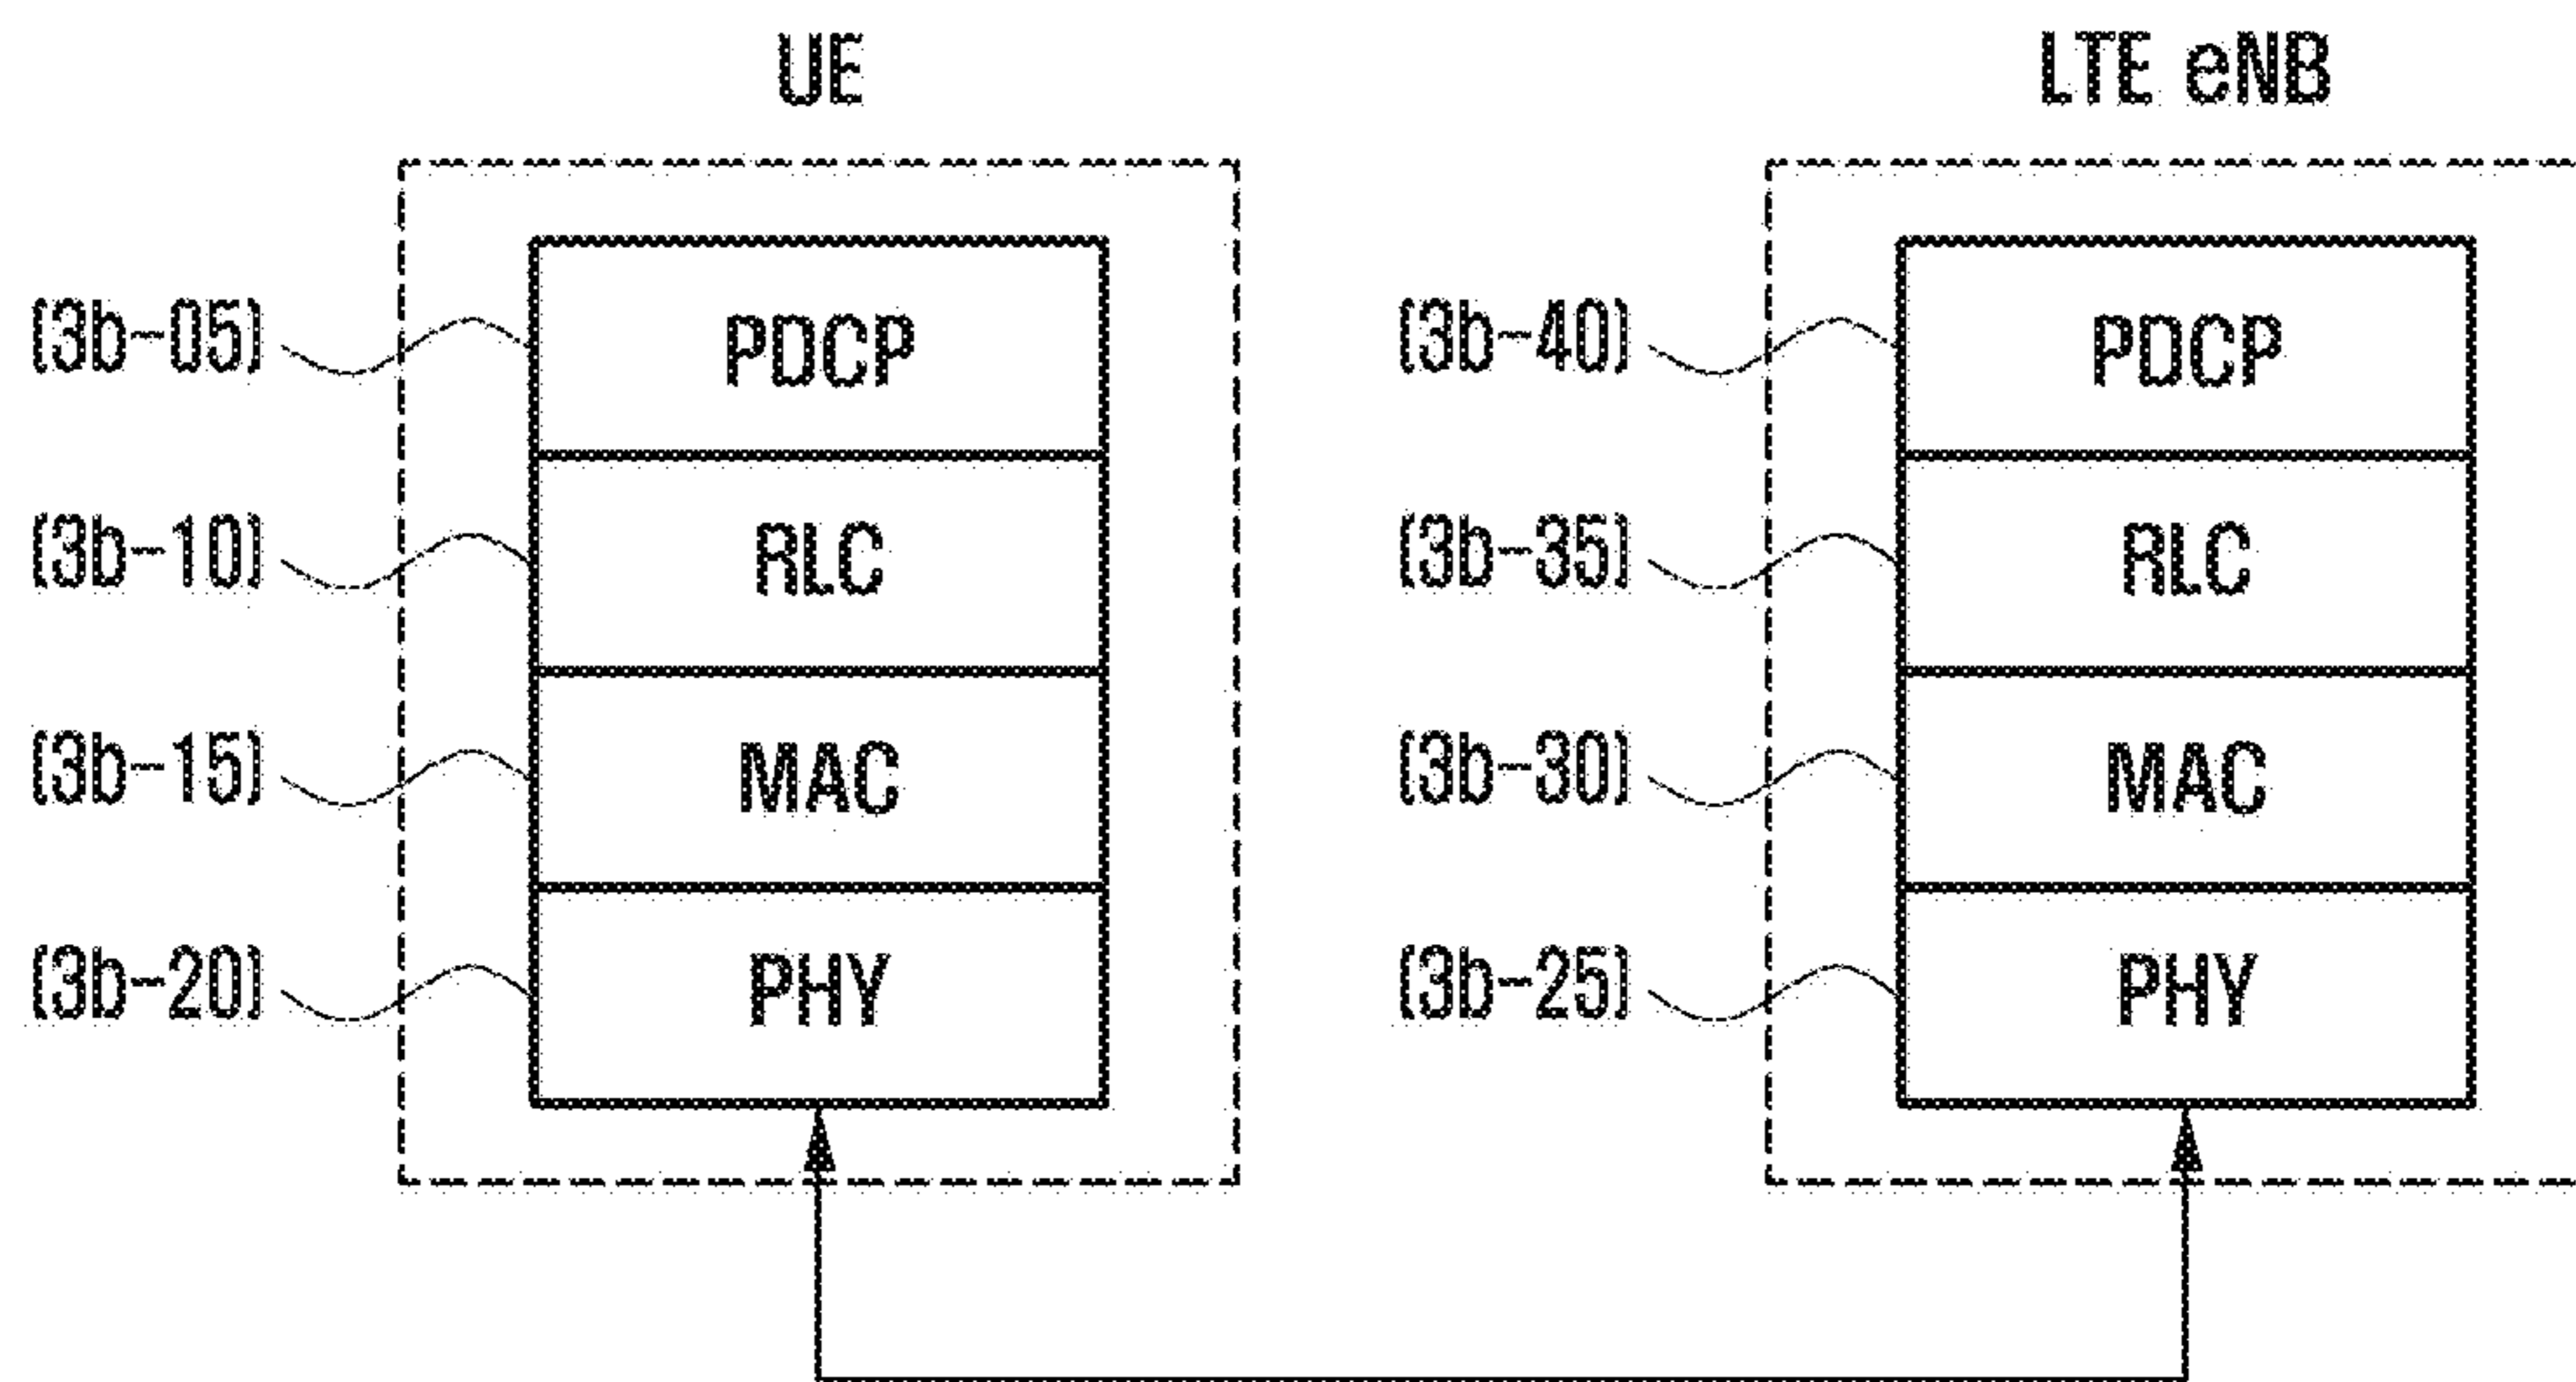 UE LTE eNB
(3b-05) PDCP (3b-40) PDCP
(3b-10) RLC (3b-35) RLC
(3b-15) MAC (3b-30) MAC
(3b-20) PHY (3b-25) PHY